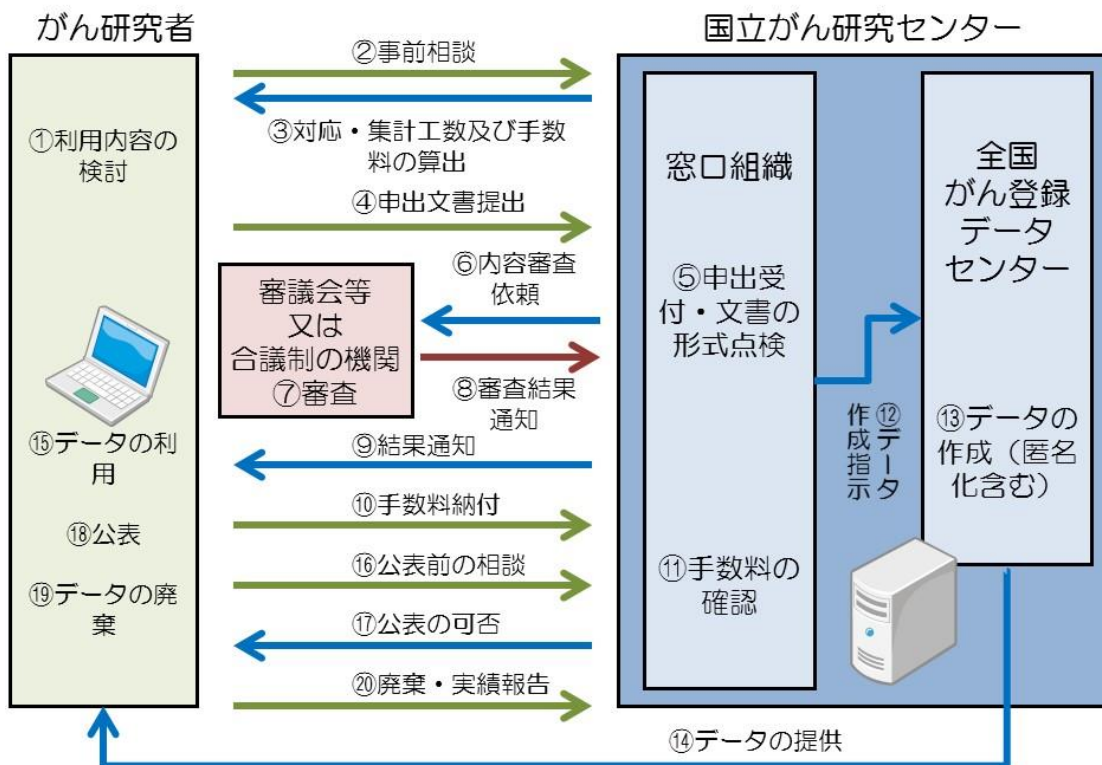 がん研究者
国立がん研究センター
②事前相談
③対応・集計工数及び手数
料の算出
①利用内容の
検討
④申出文書提出
窓口組織
全国
がん登録
データ
センター
⑥内容審査
依頼
審議会等
又は
合議制の機関
⑦審査
⑤申出受
付・文書の
形式点検
⑧審査結果
通知
⑫データ
作成指示
⑬データの
作成（匿名
化含む）
⑮データの利
用
⑨結果通知
⑩手数料納付
⑱公表
⑯公表前の相談
⑪手数料の
確認
⑲データの廃
棄
⑰公表の可否
⑳廃棄・実績報告
⑭データの提供